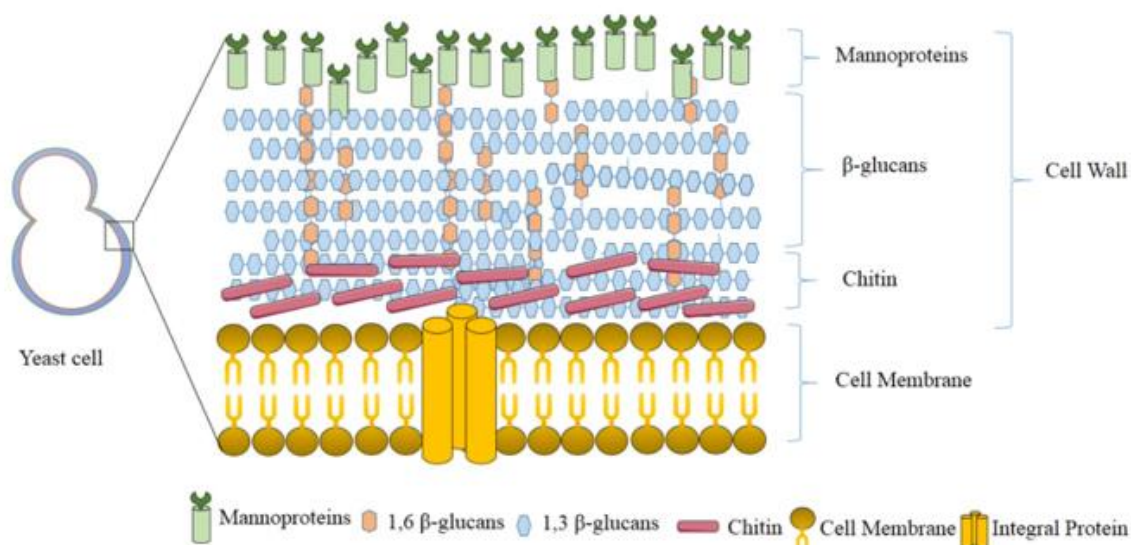 Mannoproteins
β-glucans
Cell Wall
Chitin
Yeast cell
Cell Membrane
Mannoproteins 1,6 β-glucans 1,3 β-glucans Chitin Cell Membrane Integral Protein